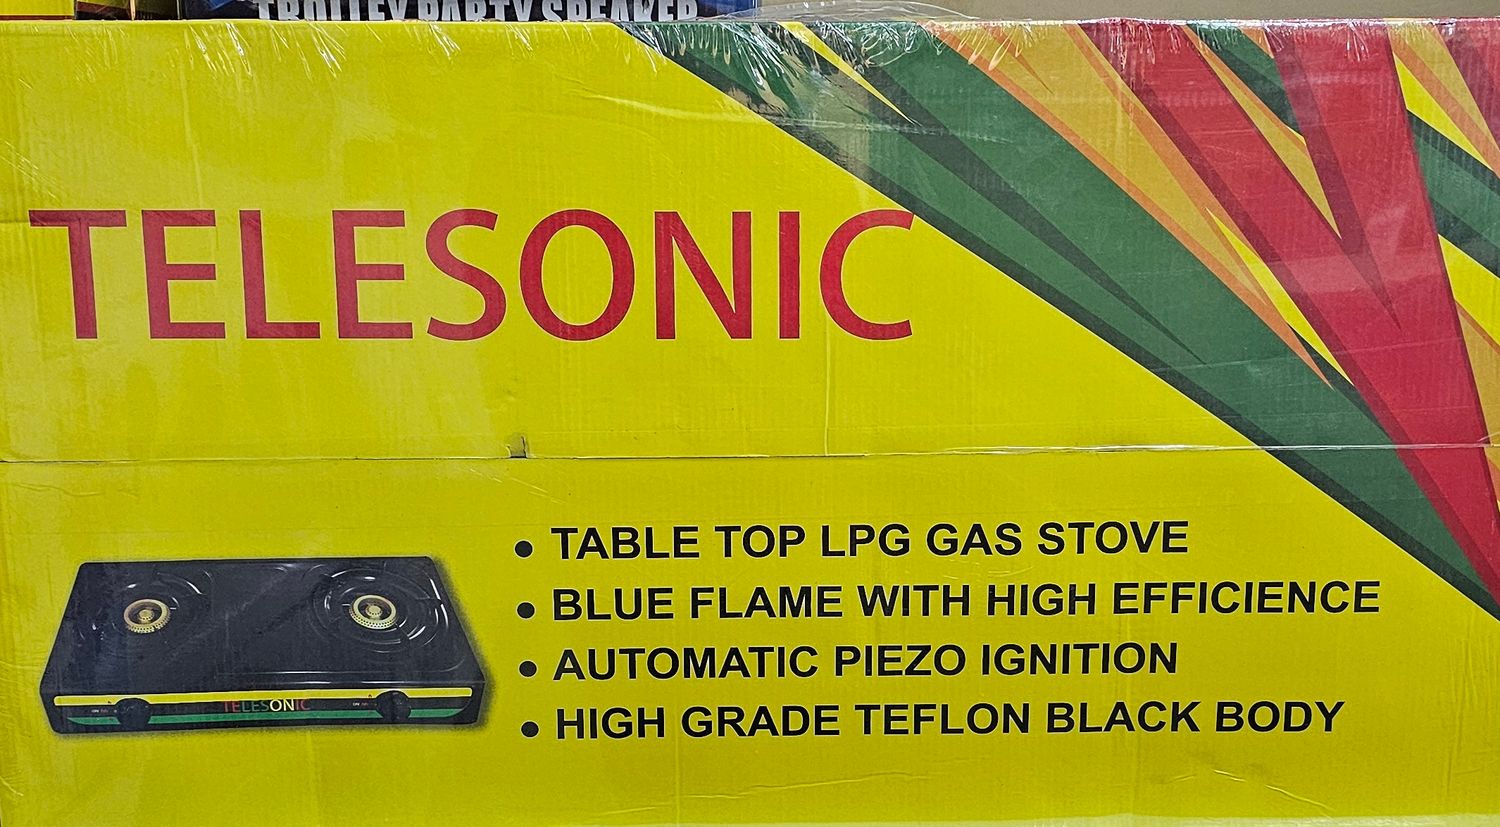 TROLLEY PARTY SPEAKER
TELESONIC
• TABLE TOP LPG GAS STOVE
• BLUE FLAME WITH HIGH EFFICIENCE
• AUTOMATIC PIEZO IGNITION
• HIGH GRADE TEFLON BLACK BODY
TELESONIC